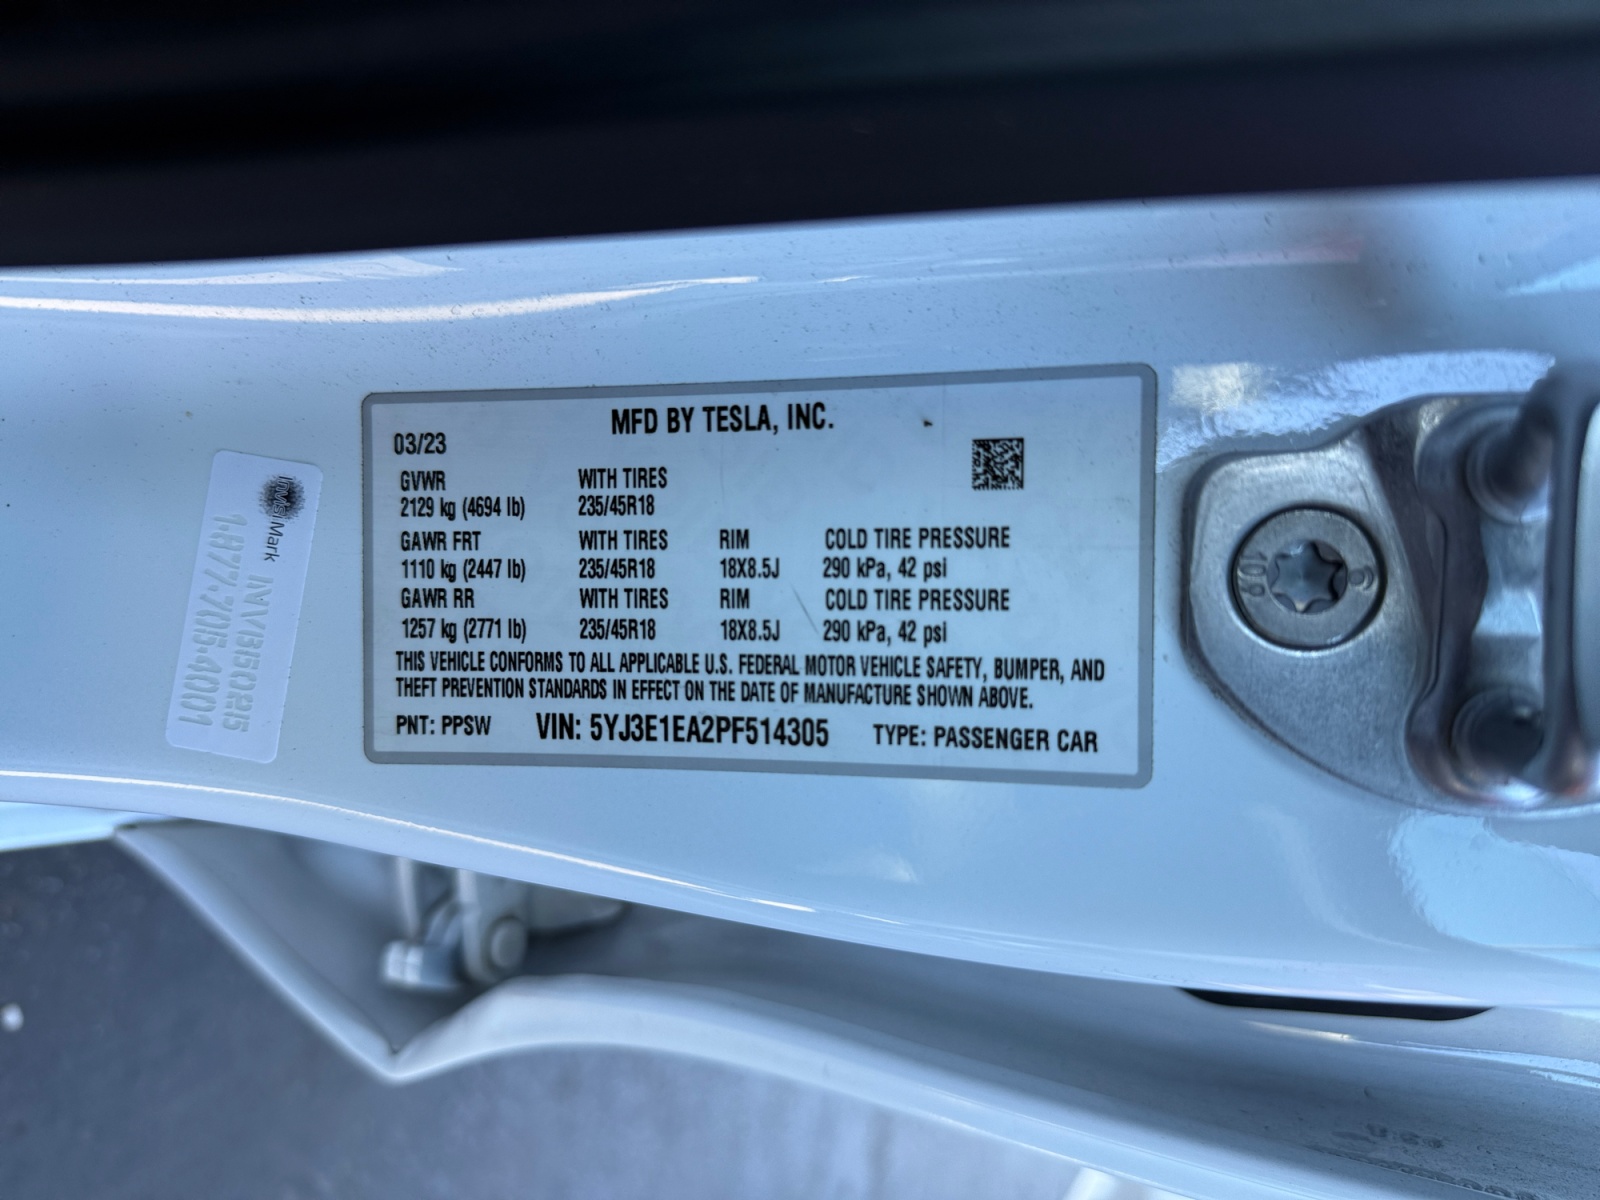 MFD BY TESLA, INC.
03/23
GVWR WITH TIRES
2129 kg (4694 lb) 235/45R18
GAWR FRT WITH TIRES RIM COLD TIRE PRESSURE
1110 kg (2447 lb) 235/45R18 18X8.5J 290 kPa, 42 psi
GAWR RR WITH TIRES RIM COLD TIRE PRESSURE
1257 kg (2771 lb) 235/45R18 18X8.5J 290 kPa, 42 psi
THIS VEHICLE CONFORMS TO ALL APPLICABLE U.S. FEDERAL MOTOR VEHICLE SAFETY, BUMPER, AND
THEFT PREVENTION STANDARDS IN EFFECT ON THE DATE OF MANUFACTURE SHOWN ABOVE.
PNT: PPSW VIN: 5YJ3E1EA2PF514305 TYPE: PASSENGER CAR
InVisiMark
1.877.705.4001
10.9